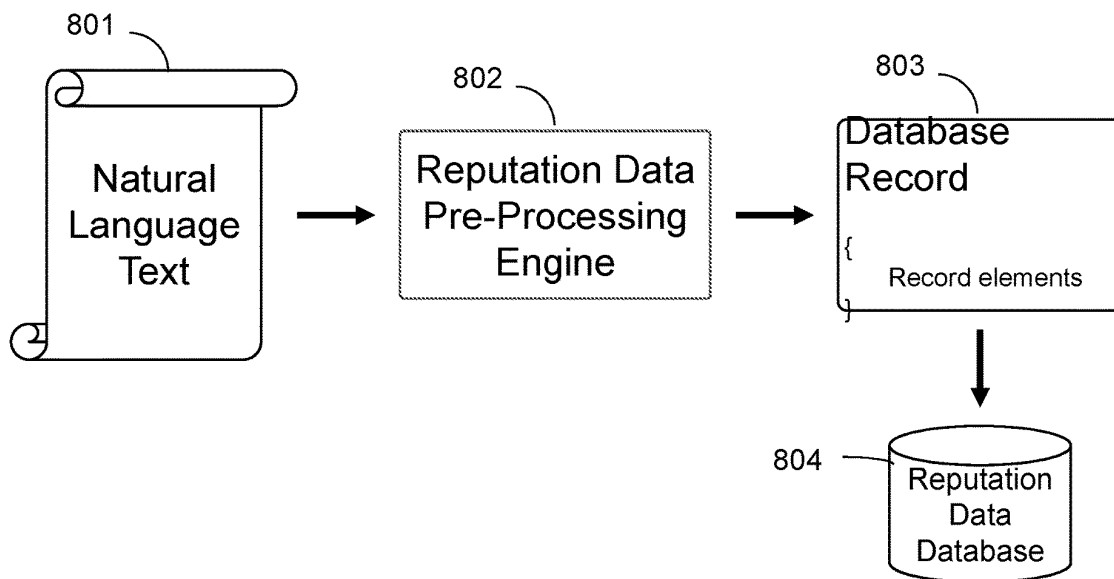 801
Natural
Language
Text
802
Reputation Data
Pre-Processing
Engine
803
Database
Record
{
Record elements
}
804
Reputation
Data
Database